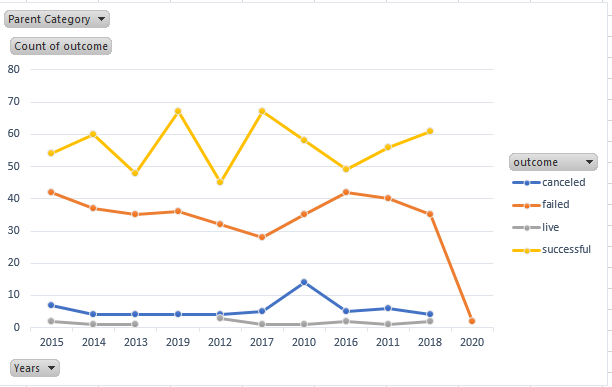 Parent Category
Count of outcome
80
70
60
50
40
30
20
10
0
2015 2014 2013 2019 2012 2017 2010 2016 2011 2018 2020
Years
outcome
canceled
failed
live
successful